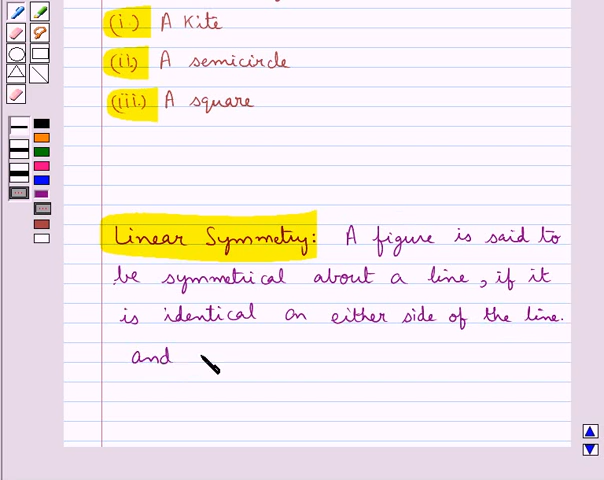 (i.) A Kite
(ii.) A semicircle
(iii.) A square
Linear Symmetry: A figure is said to
be symmetrical about a line, if it
is identical on either side of the line.
and